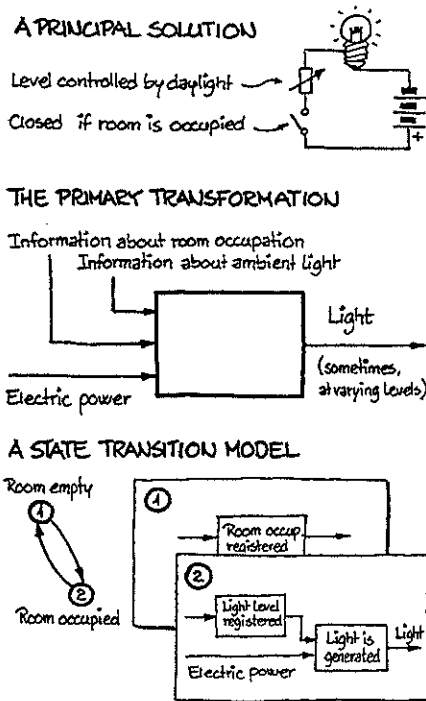 A PRINCIPAL SOLUTION
Level controlled by daylight
Closed if room is occupied
+
THE PRIMARY TRANSFORMATION
Information about room occupation
Information about ambient light
Light
(sometimes,
at varying levels)
Electric power
A STATE TRANSITION MODEL
Room empty
1
2
Room occupied
1
Room occup
registered
2
Light level
registered
Light is
generated
Light
Electric power